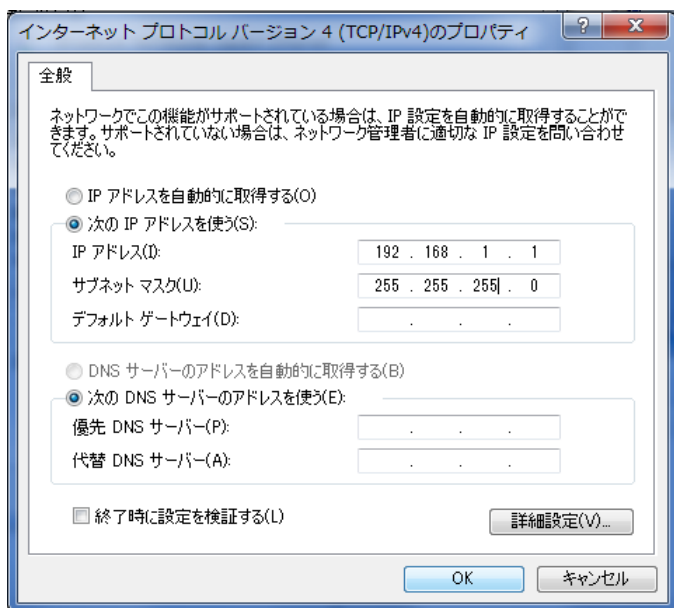 インターネット プロトコル バージョン 4 (TCP/IPv4)のプロパティ
?
X
全般
ネットワークでこの機能がサポートされている場合は、IP 設定を自動的に取得することがで
きます。サポートされていない場合は、ネットワーク管理者に適切な IP 設定を問い合わせ
てください。
IP アドレスを自動的に取得する(O)
次の IP アドレスを使う(S):
IP アドレス(I): 192 . 168 . 1 . 1
サブネット マスク(U): 255 . 255 . 255 . 0
デフォルト ゲートウェイ(D): . . .
DNS サーバーのアドレスを自動的に取得する(B)
次の DNS サーバーのアドレスを使う(E):
優先 DNS サーバー(P): . . .
代替 DNS サーバー(A): . . .
終了時に設定を検証する(L)
詳細設定(V)...
OK キャンセル